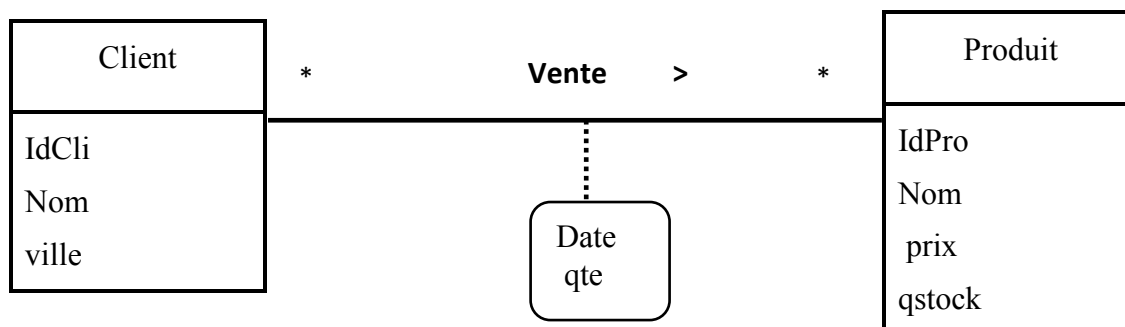 Client
IdCli
Nom
ville
* Vente > *
Date
qte
Produit
IdPro
Nom
prix
qstock